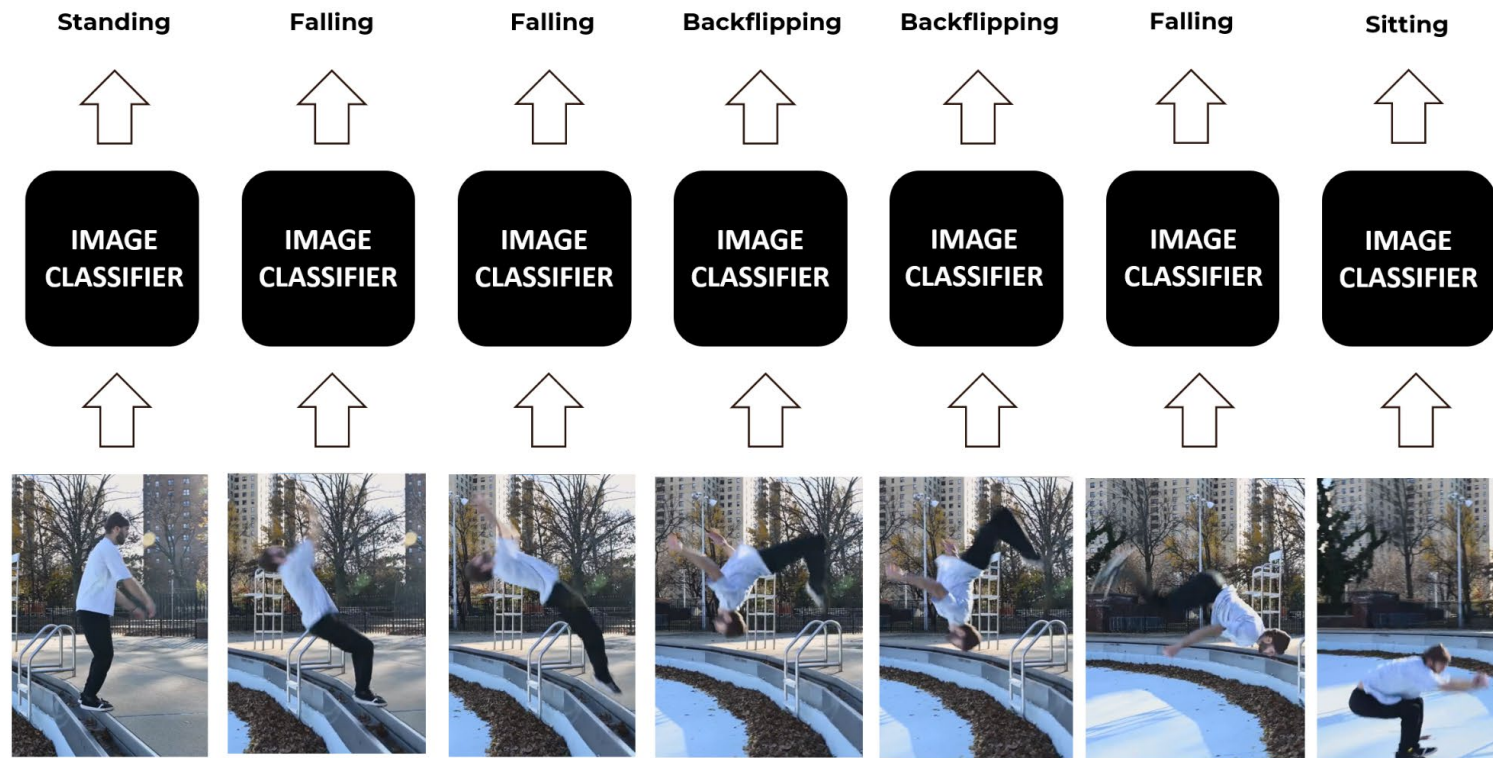 Standing
Falling
Falling
Backflipping
Backflipping
Falling
Sitting
IMAGE
CLASSIFIER
IMAGE
CLASSIFIER
IMAGE
CLASSIFIER
IMAGE
CLASSIFIER
IMAGE
CLASSIFIER
IMAGE
CLASSIFIER
IMAGE
CLASSIFIER